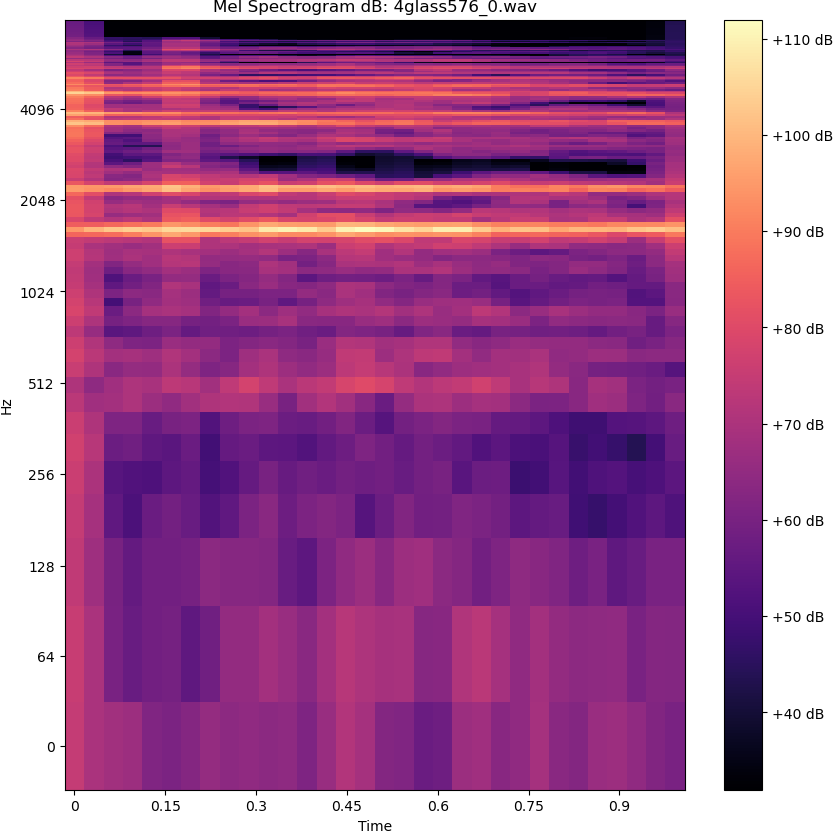 Mel Spectrogram dB: 4glass576_0.wav
+110 dB
+100 dB
+90 dB
+80 dB
+70 dB
+60 dB
+50 dB
+40 dB
4096
2048
1024
512
256
128
64
0
Hz
0 0.15 0.3 0.45 0.6 0.75 0.9
Time